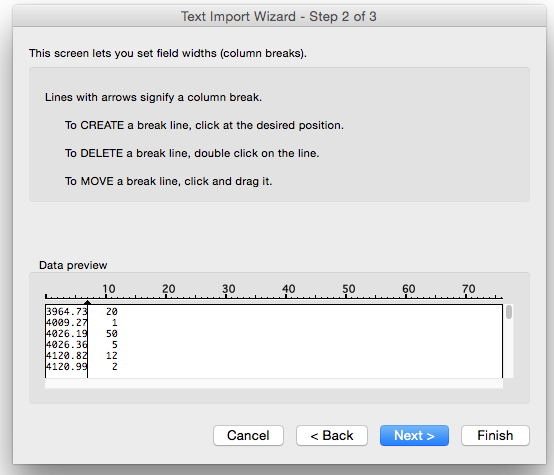 Text Import Wizard - Step 2 of 3
This screen lets you set field widths (column breaks).
Lines with arrows signify a column break.
To CREATE a break line, click at the desired position.
To DELETE a break line, double click on the line.
To MOVE a break line, click and drag it.
Data preview
10 20 30 40 50 60 70
3964.73 20
4009.27 1
4026.19 50
4026.36 5
4120.82 12
4120.99 2
Cancel < Back Next > Finish